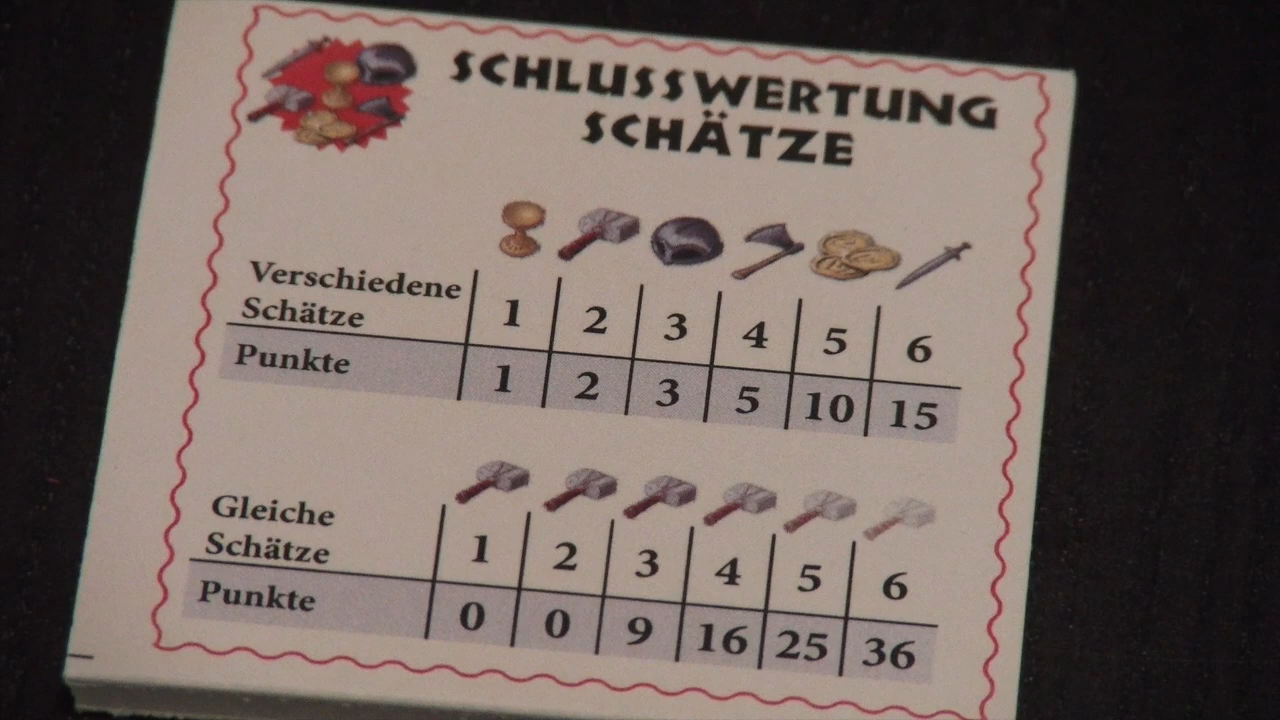 SCHLUSSWERTUNG
SCHÄTZE
Verschiedene
Schätze 1 2 3 4 5 6
Punkte 1 2 3 5 10 15
Gleiche
Schätze 1 2 3 4 5 6
Punkte 0 0 9 16 25 36